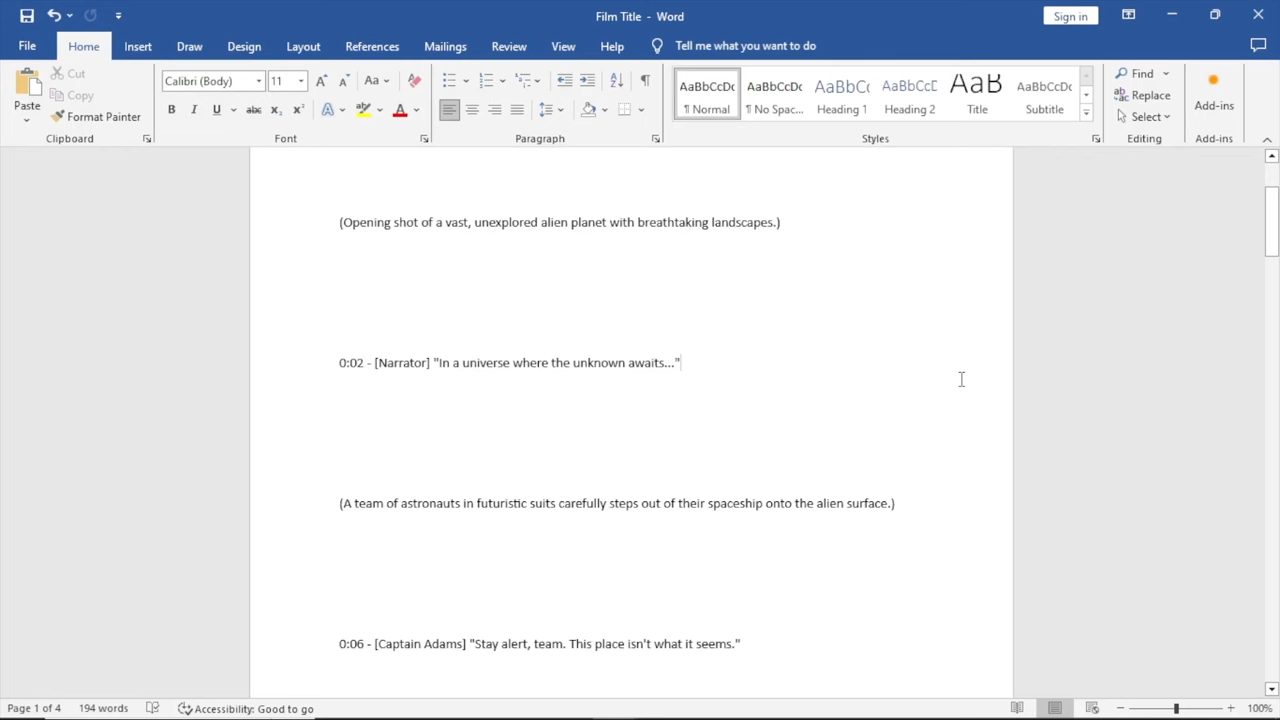 Film Title - Word
Sign in
File Home Insert Draw Design Layout References Mailings Review View Help Tell me what you want to do
Paste
Cut
Copy
Format Painter
Clipboard
Calibri (Body) 11
Font
Paragraph
AaBbCcDc AaBbCcDc AaBbC AaBbCcD AaB AaBbCcD
¶ Normal ¶ No Spac... Heading 1 Heading 2 Title Subtitle
Styles
Find
Replace
Select
Editing
Add-ins
Add-ins
(Opening shot of a vast, unexplored alien planet with breathtaking landscapes.)
0:02 - [Narrator] "In a universe where the unknown awaits..."
(A team of astronauts in futuristic suits carefully steps out of their spaceship onto the alien surface.)
0:06 - [Captain Adams] "Stay alert, team. This place isn't what it seems."
Page 1 of 4 194 words Accessibility: Good to go 100%